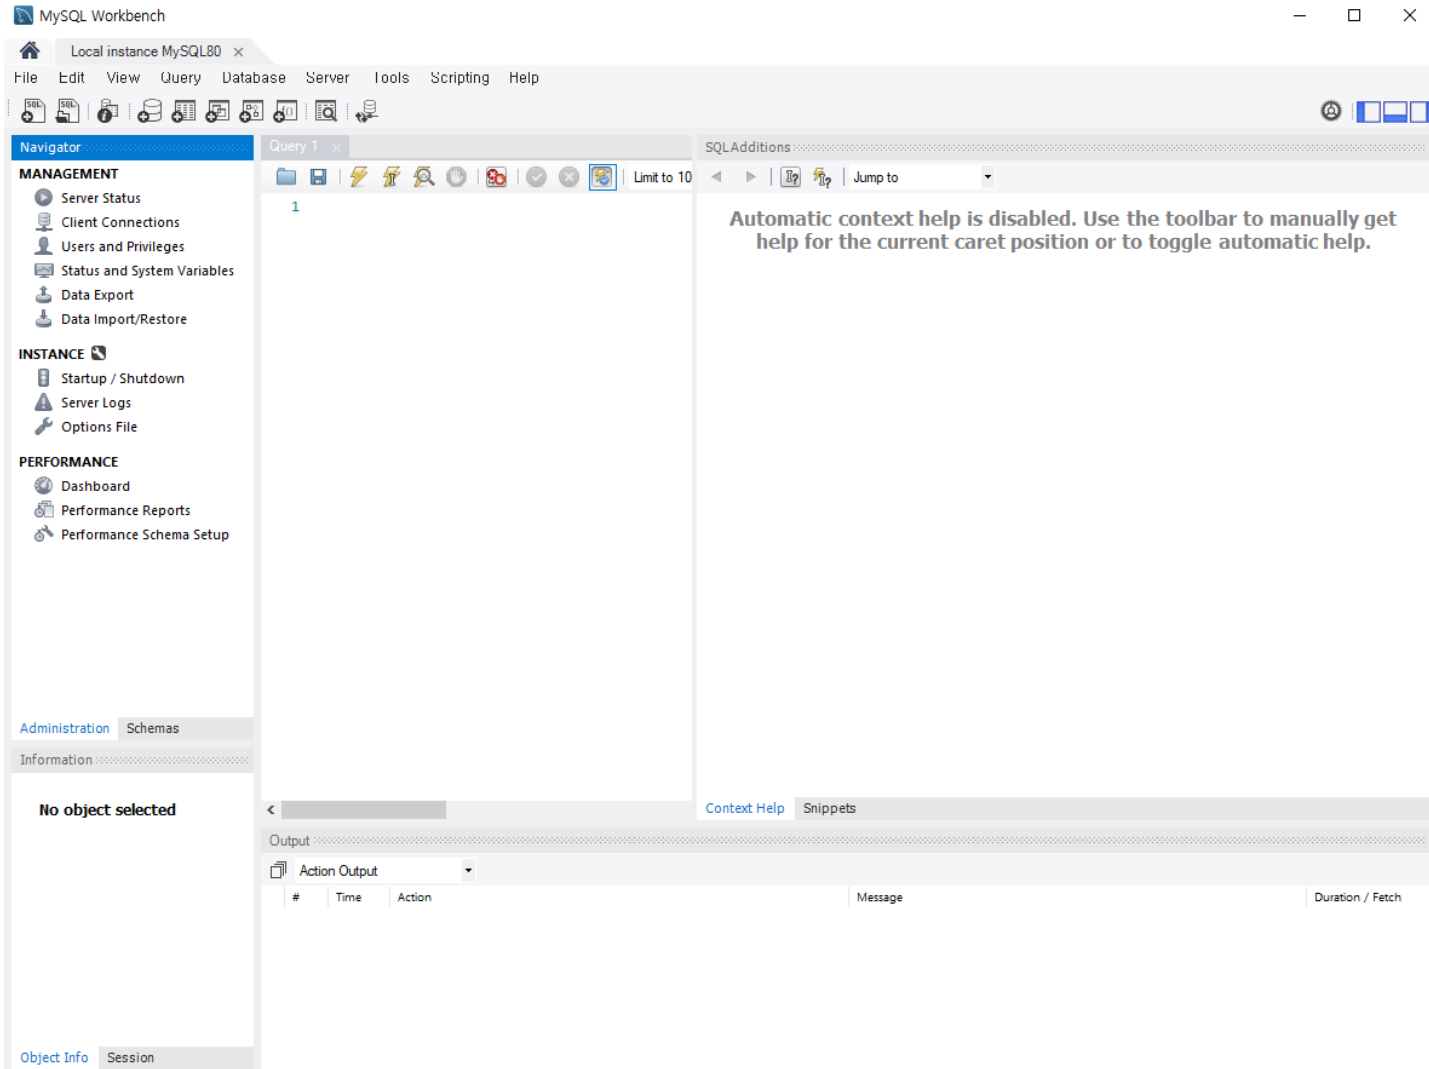 MySQL Workbench
Local instance MySQL80
File Edit View Query Database Server Tools Scripting Help
SQL SQL
Navigator
MANAGEMENT
Server Status
Client Connections
Users and Privileges
Status and System Variables
Data Export
Data Import/Restore
INSTANCE
Startup / Shutdown
Server Logs
Options File
PERFORMANCE
Dashboard
Performance Reports
Performance Schema Setup
Administration Schemas
Information
No object selected
Object Info Session
Query 1
Limit to 10
1
SQLAdditions
Jump to
Automatic context help is disabled. Use the toolbar to manually get
help for the current caret position or to toggle automatic help.
Context Help Snippets
Output
Action Output
# Time Action Message Duration / Fetch